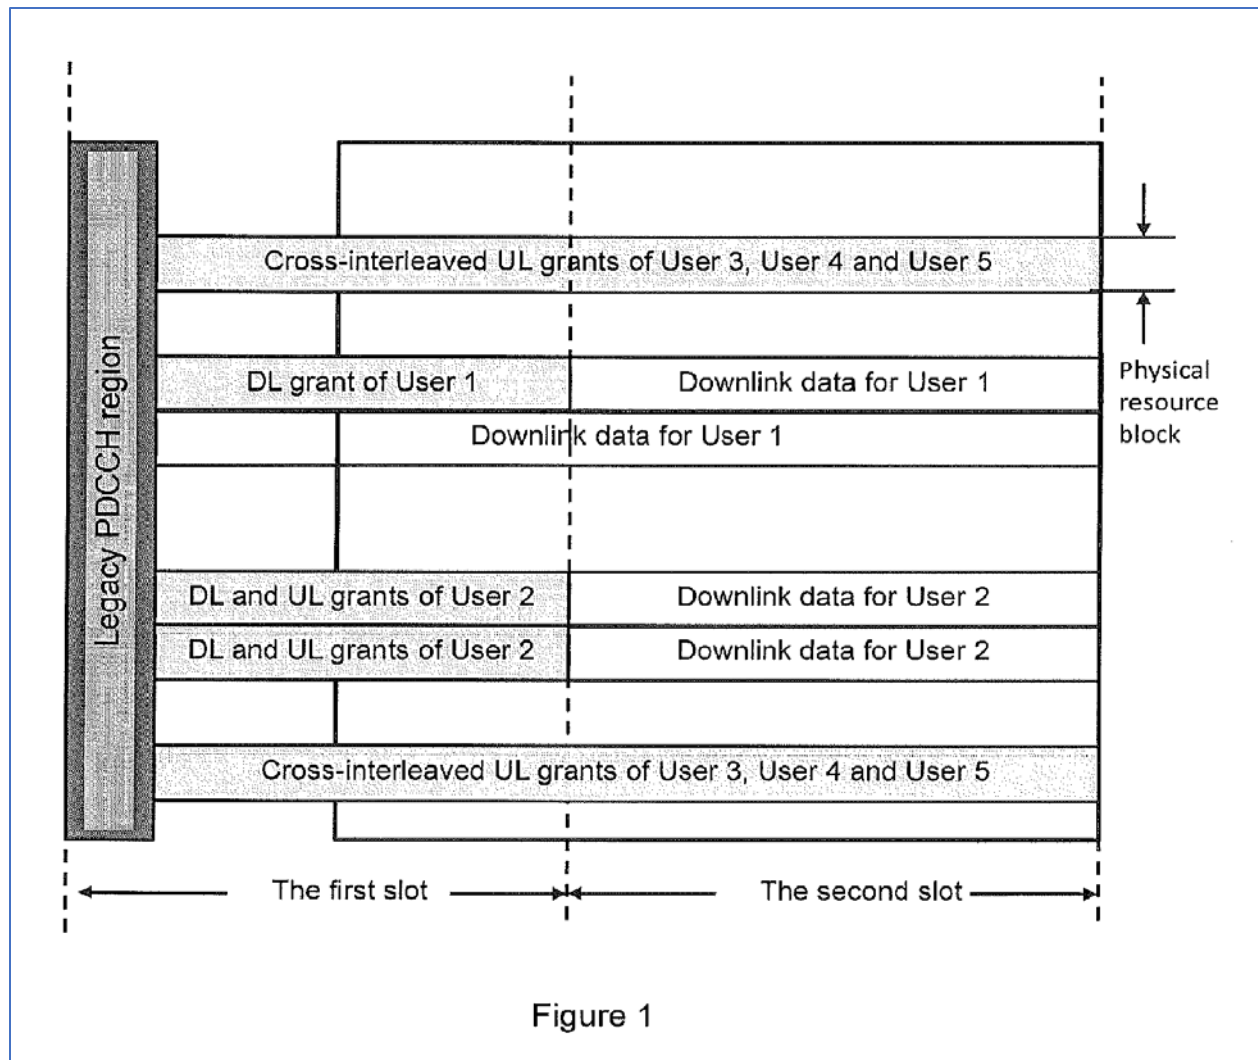 Legacy PDCCH region
Cross-interleaved UL grants of User 3, User 4 and User 5
DL grant of User 1
Downlink data for User 1
Physical
resource
block
Downlink data for User 1
DL and UL grants of User 2
Downlink data for User 2
DL and UL grants of User 2
Downlink data for User 2
Cross-interleaved UL grants of User 3, User 4 and User 5
The first slot
The second slot
Figure 1